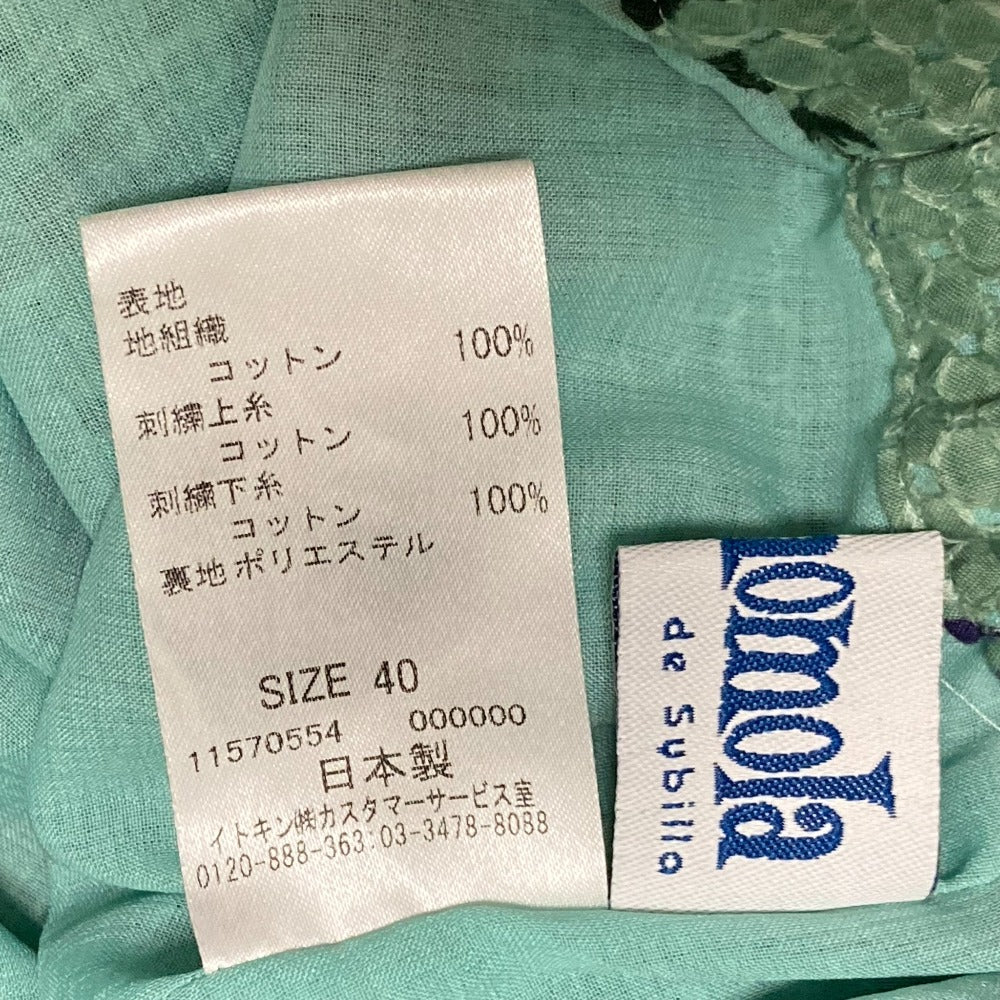 表地
地組織
コットン 100%
刺繍上糸
コットン 100%
刺繍下糸
コットン 100%
裏地ポリエステル
SIZE 40
11570554 000000
日本製
イトキン㈱カスタマーサービス室
0120-888-363:03-3478-8088
de Subilla